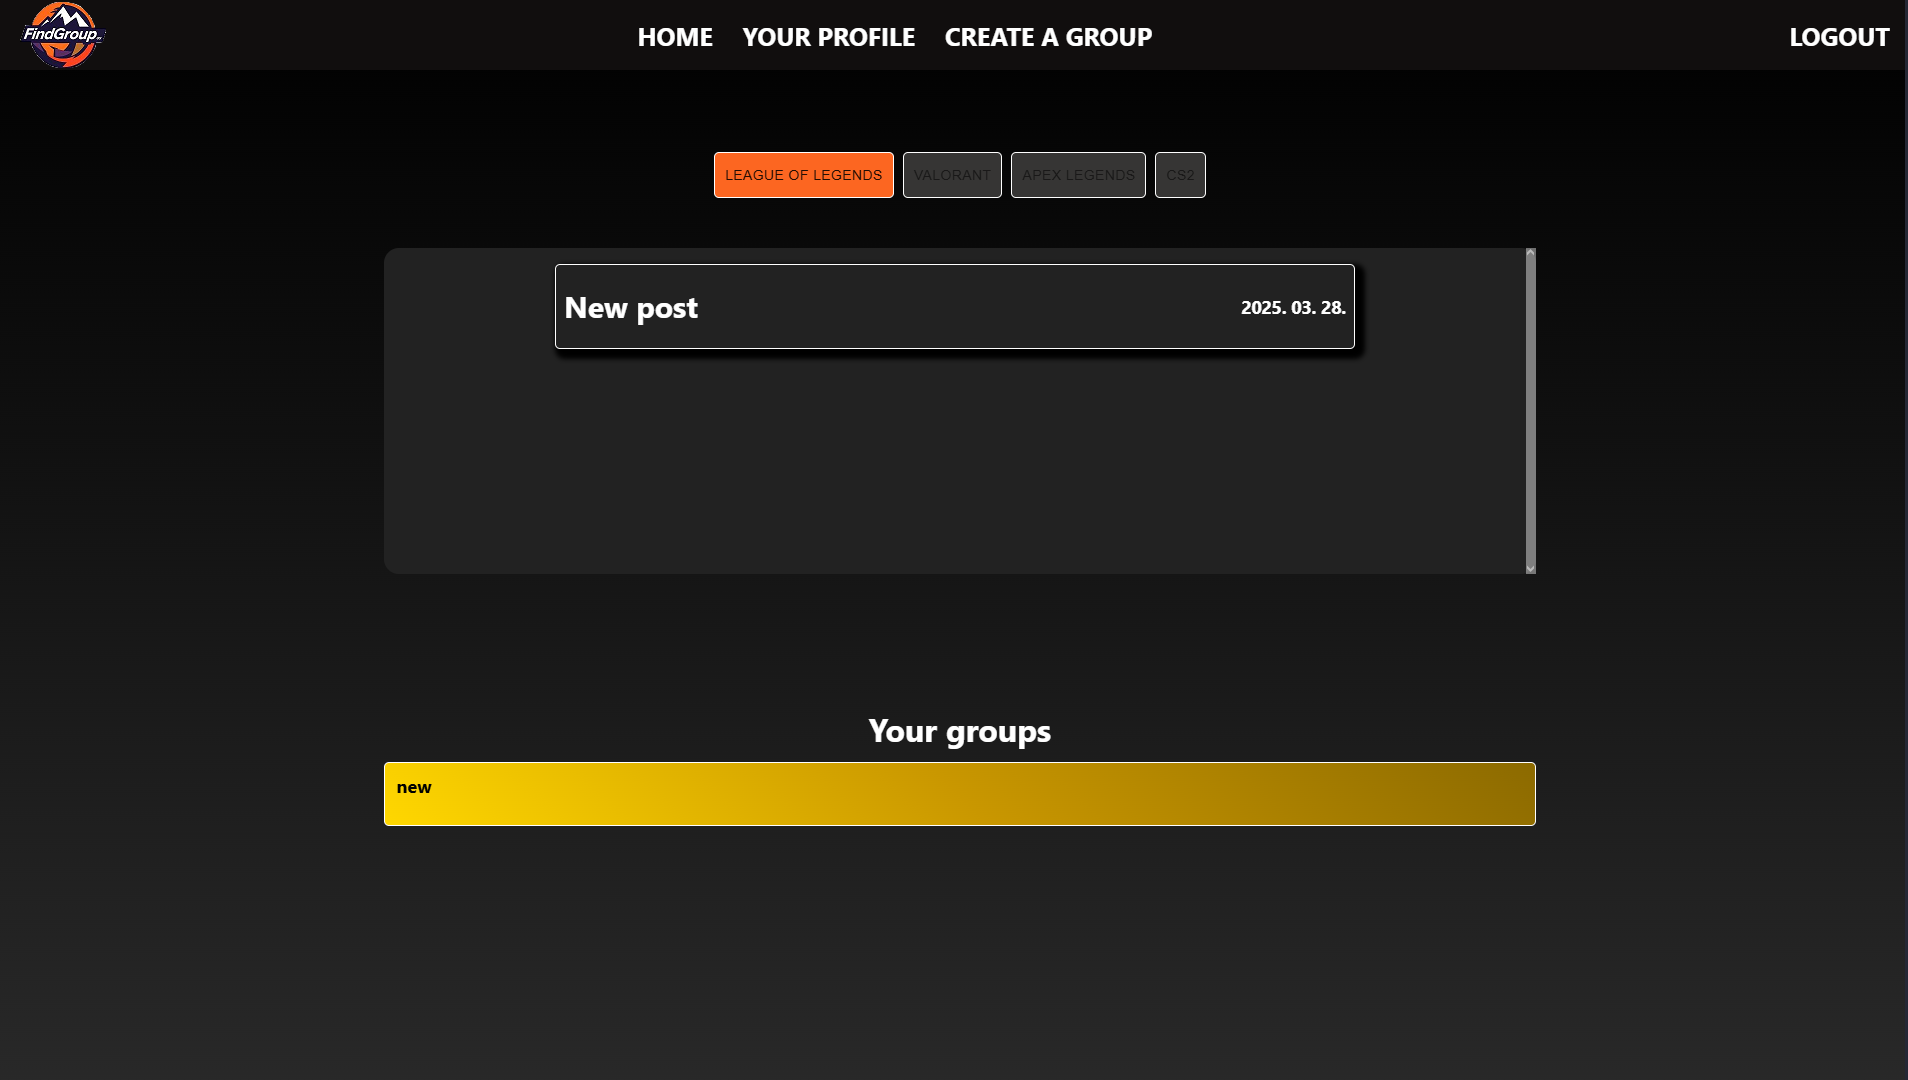 FindGroup
HOME YOUR PROFILE CREATE A GROUP LOGOUT
LEAGUE OF LEGENDS VALORANT APEX LEGENDS CS2
New post 2025. 03. 28.
Your groups
new